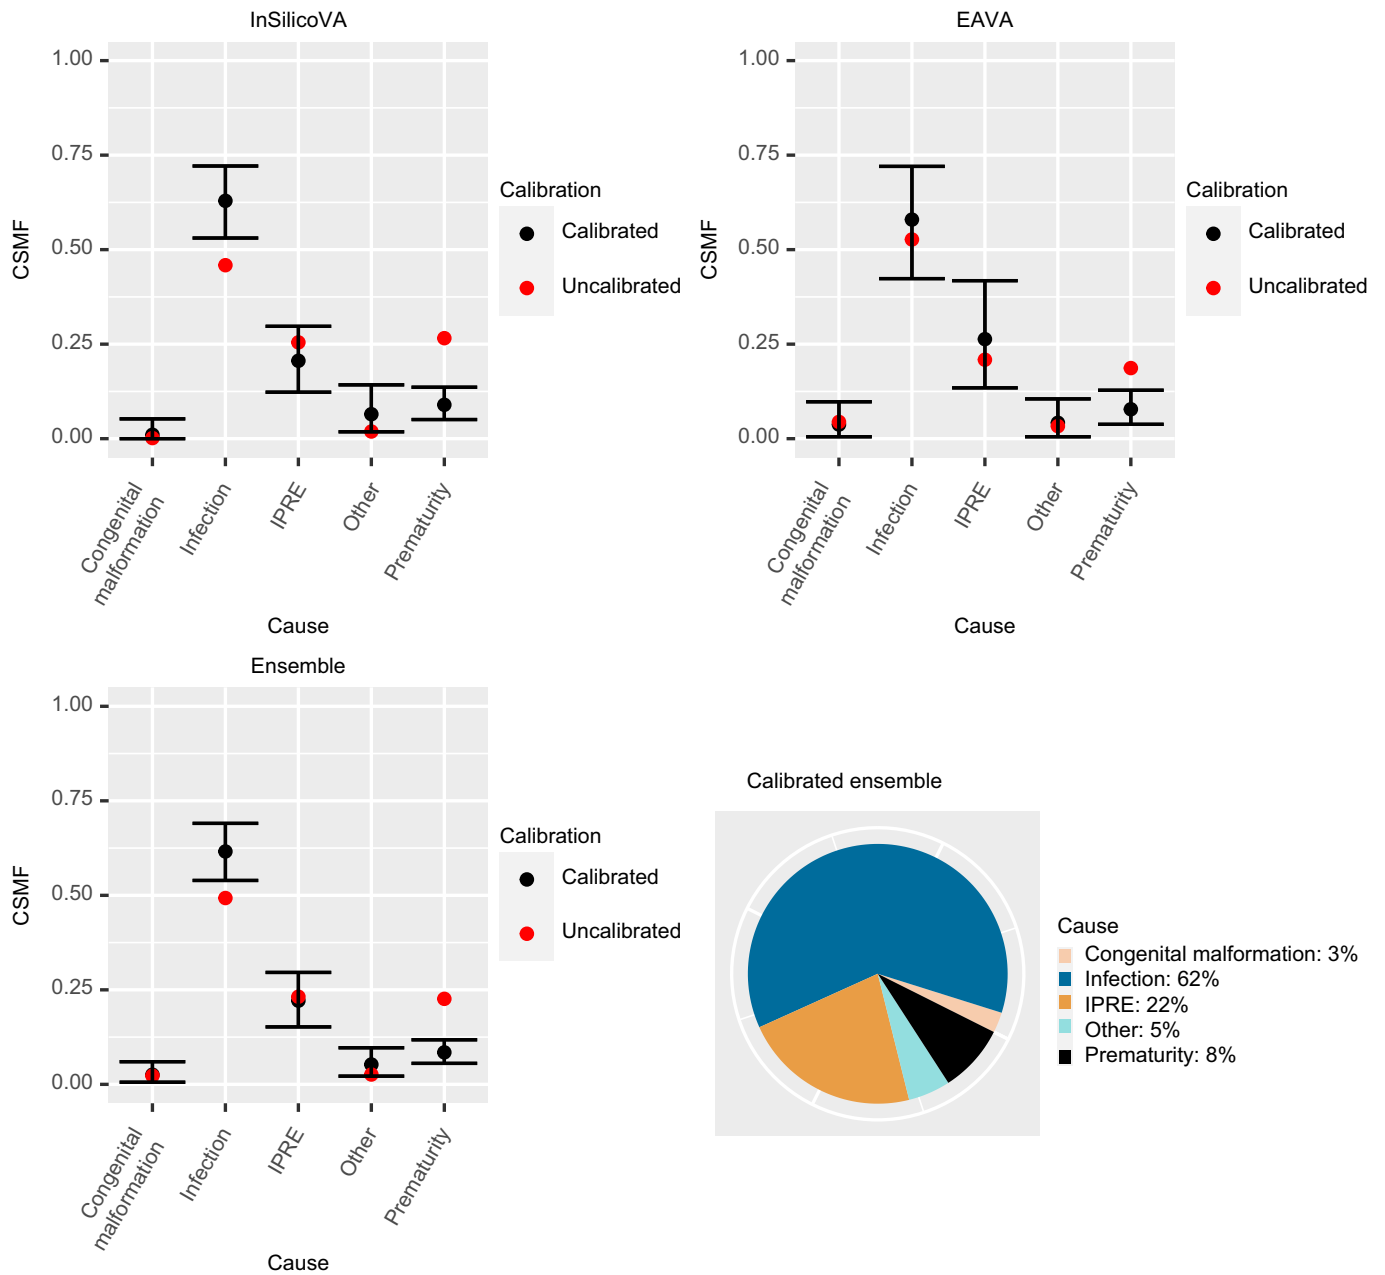 InSilicoVA
1.00
0.75
0.50
0.25
0.00
CSMF
Congenital
malformation
Infection
IPRE
Other
Prematurity
Cause
Calibration
Calibrated
Uncalibrated
EAVA
1.00
0.75
0.50
0.25
0.00
CSMF
Congenital
malformation
Infection
IPRE
Other
Prematurity
Cause
Calibration
Calibrated
Uncalibrated
Ensemble
1.00
0.75
0.50
0.25
0.00
CSMF
Congenital
malformation
Infection
IPRE
Other
Prematurity
Cause
Calibration
Calibrated
Uncalibrated
Calibrated ensemble
Cause
Congenital malformation: 3%
Infection: 62%
IPRE: 22%
Other: 5%
Prematurity: 8%